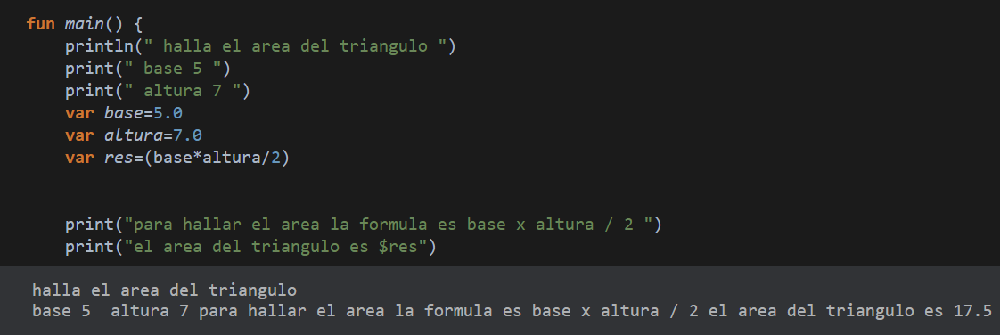 fun main() {
    println(" halla el area del triangulo ")
    print(" base 5 ")
    print(" altura 7 ")
    var base=5.0
    var altura=7.0
    var res=(base*altura/2)
    print("para hallar el area la formula es base x altura / 2 ")
    print("el area del triangulo es $res")
halla el area del triangulo
base 5  altura 7 para hallar el area la formula es base x altura / 2 el area del triangulo es 17.5